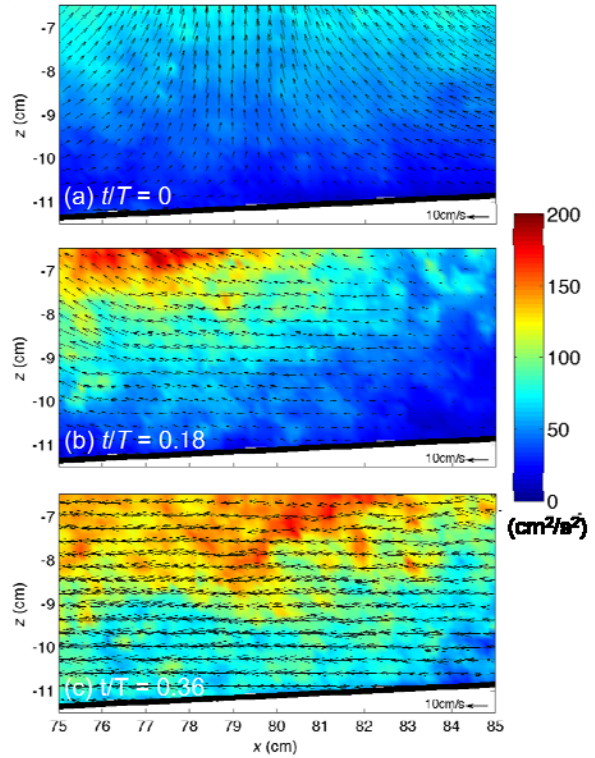 -7
-8
-9
-10
-11
z (cm)
(a) t/T = 0
10cm/s
-7
-8
-9
-10
-11
z (cm)
(b) t/T = 0.18
10cm/s
200
150
100
50
0
(cm²/s²)
-7
-8
-9
-10
-11
z (cm)
(c) t/T = 0.36
10cm/s
75 76 77 78 79 80 81 82 83 84 85
x (cm)